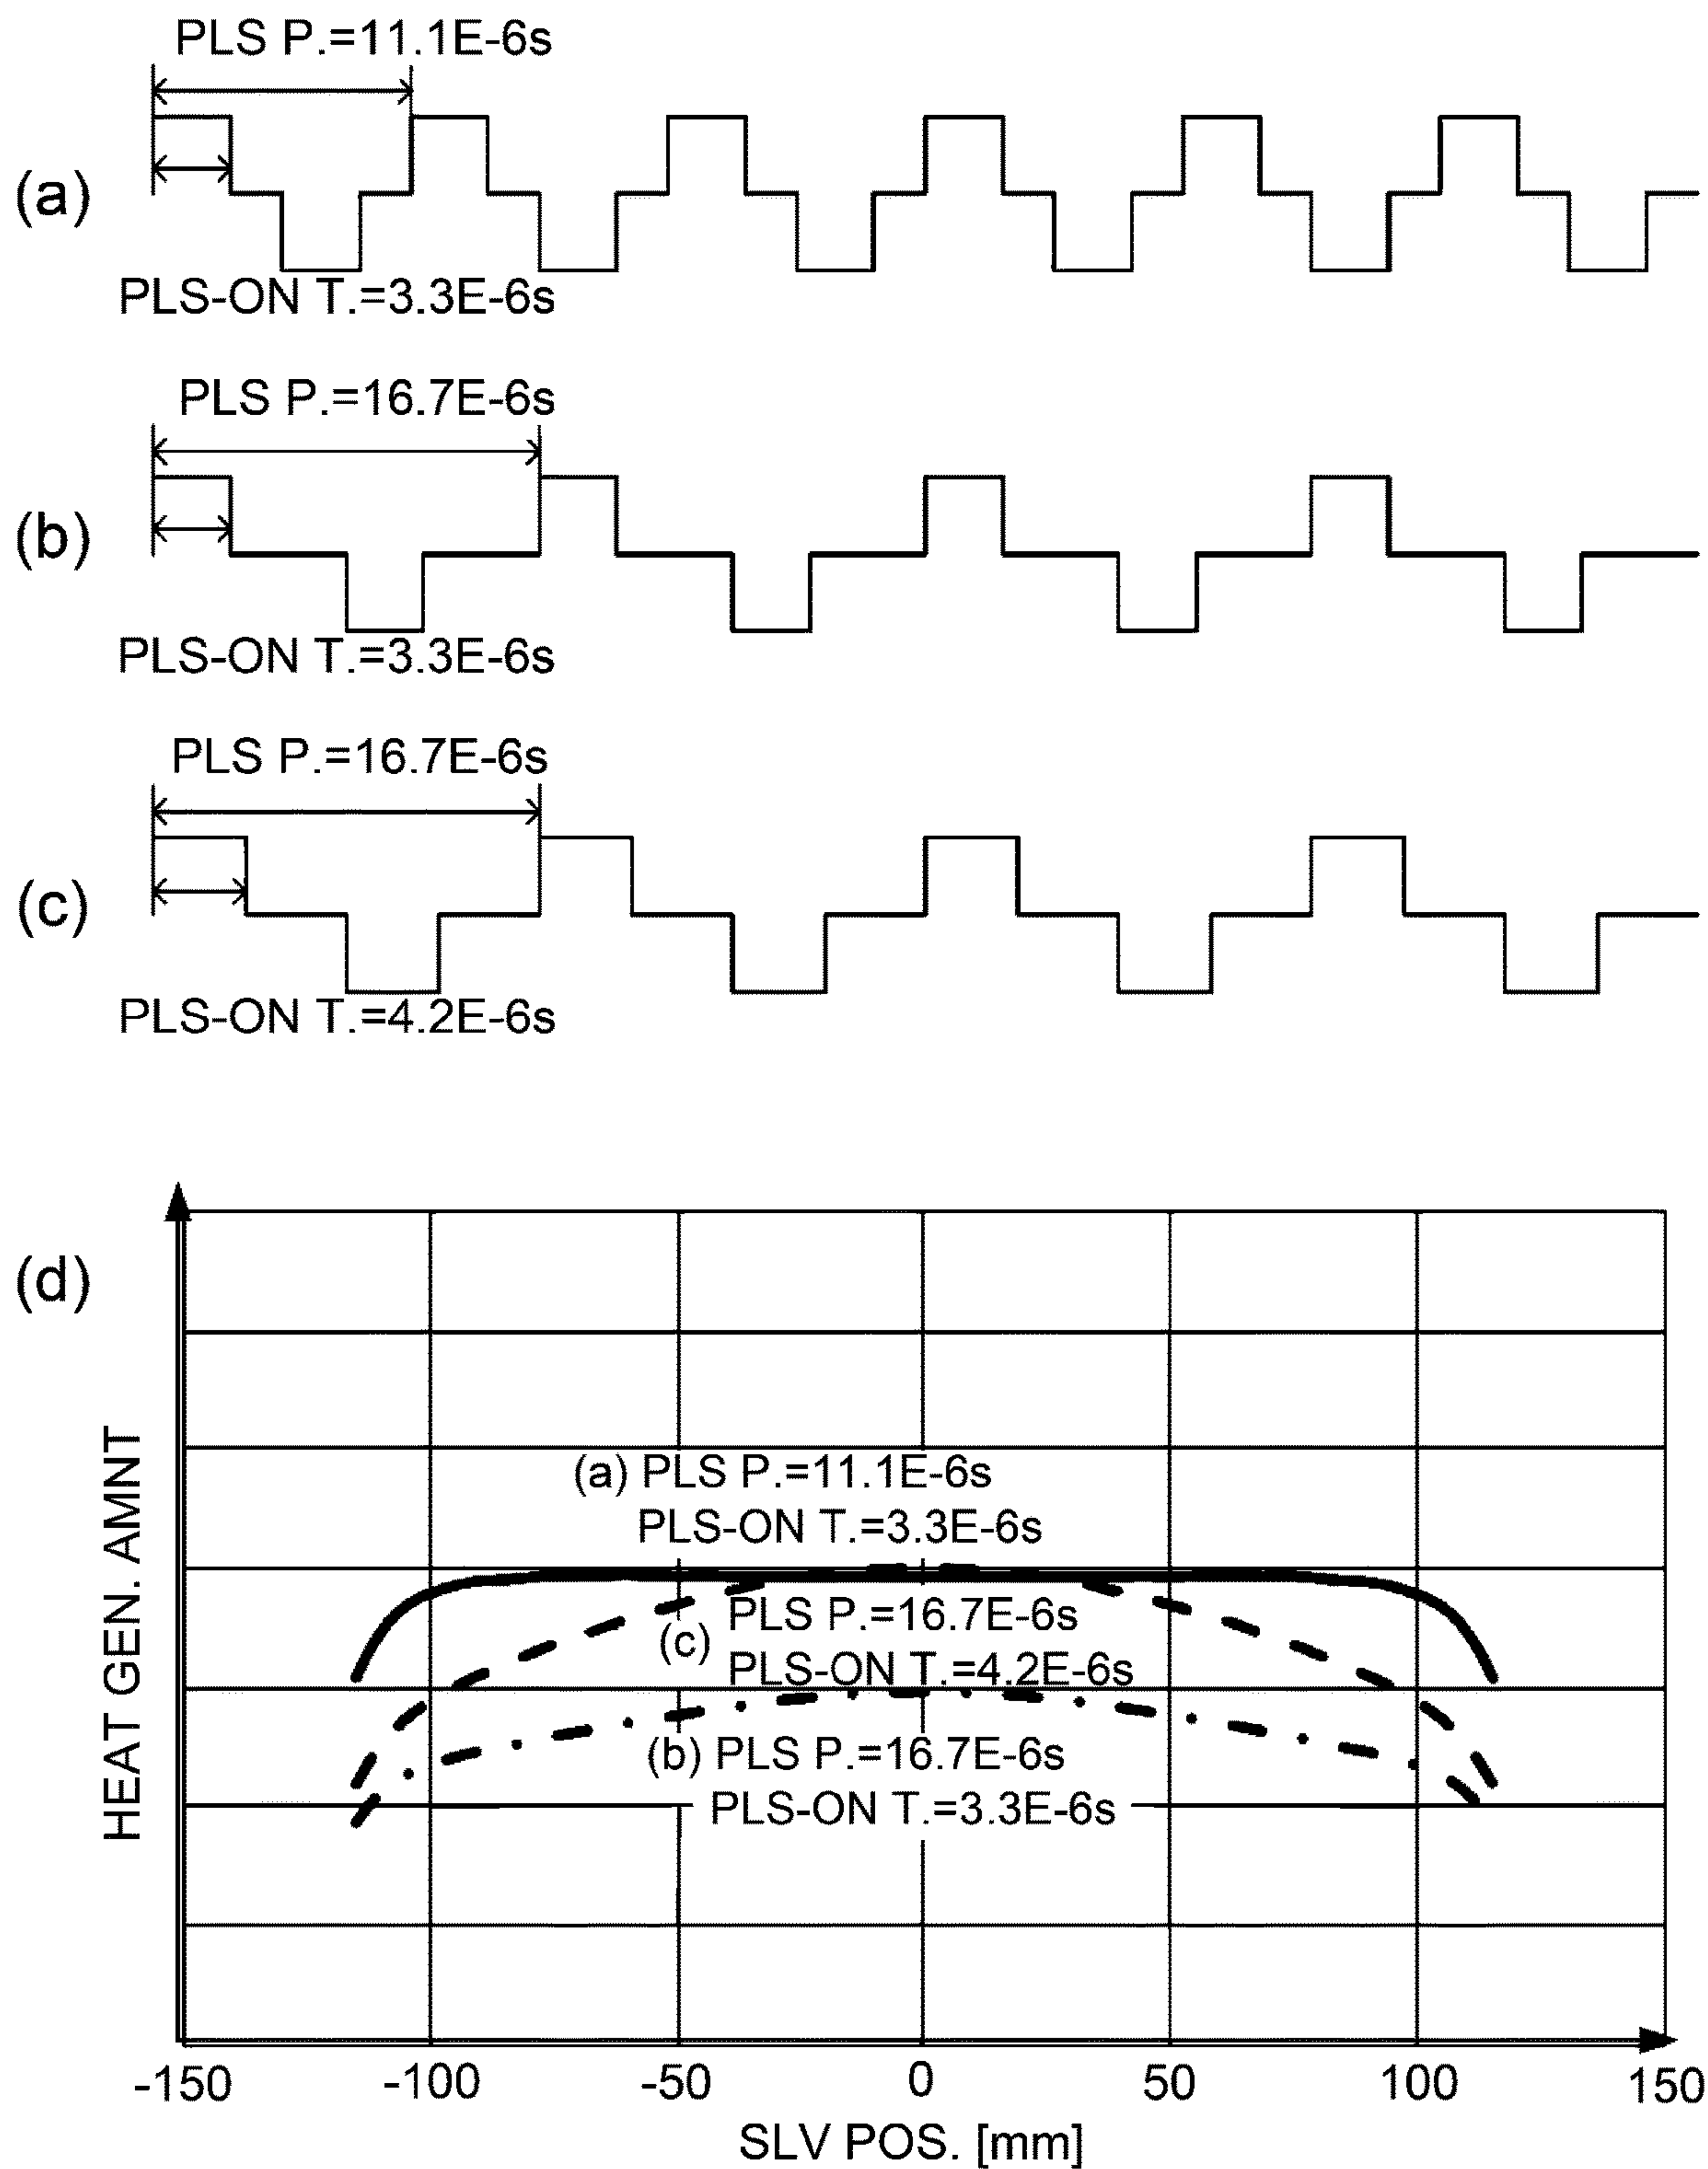 PLS P.=11.1E-6s
(a)
PLS-ON T.=3.3E-6s
PLS P.=16.7E-6s
(b)
PLS-ON T.=3.3E-6s
PLS P.=16.7E-6s
(c)
PLS-ON T.=4.2E-6s
(d)
HEAT GEN. AMNT
(a) PLS P.=11.1E-6s
PLS-ON T.=3.3E-6s
PLS P.=16.7E-6s
(c)
PLS-ON T.=4.2E-6s
(b) PLS P.=16.7E-6s
PLS-ON T.=3.3E-6s
-150 -100 -50 0 50 100 150
SLV POS. [mm]